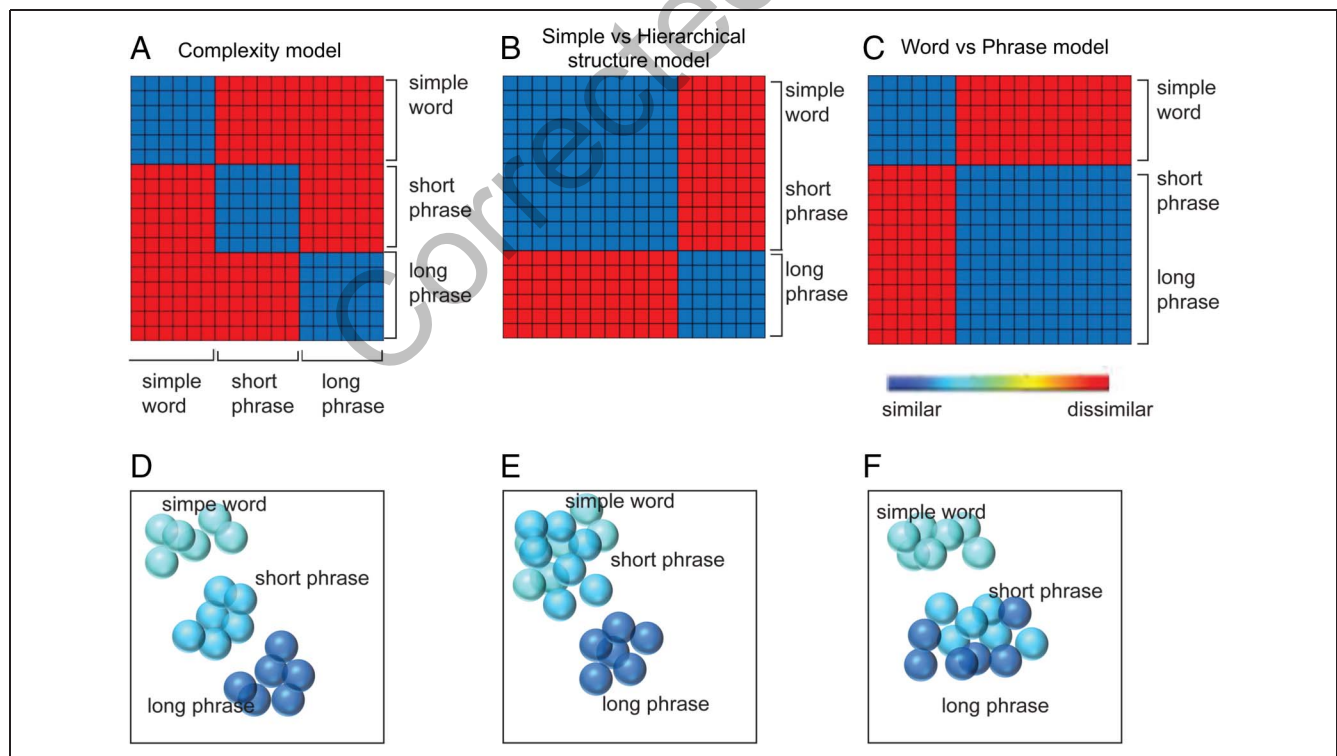 A
Complexity model
simple
word
short
phrase
long
phrase
simple
word
short
phrase
long
phrase
B
Simple vs Hierarchical
structure model
simple
word
short
phrase
long
phrase
C
Word vs Phrase model
simple
word
short
phrase
long
phrase
similar
dissimilar
Corrected
D
simpe word
short phrase
long phrase
E
simple word
short phrase
long phrase
F
simple word
short phrase
long phrase